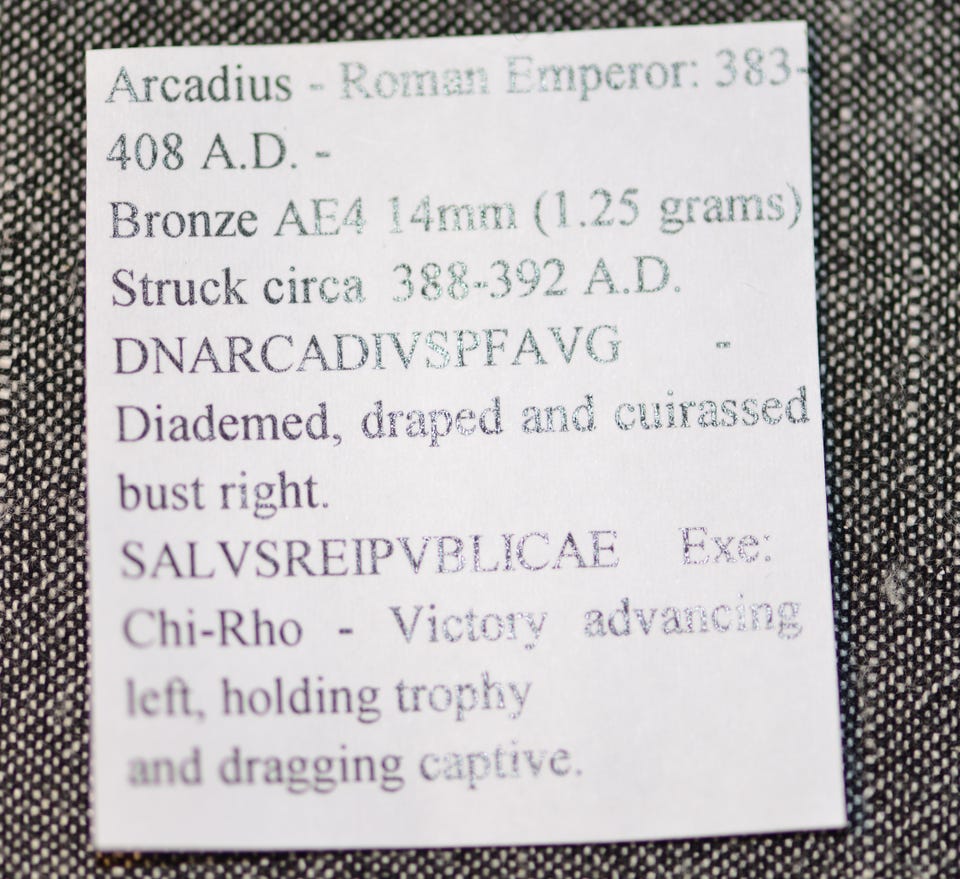 Arcadius - Roman Emperor: 383-
408 A.D. -
Bronze AE4 14mm (1.25 grams)
Struck circa 388-392 A.D.
DNARCADIVSPFAVG -
Diademed, draped and cuirassed
bust right.
SALVSREIPVBLICAE Exe:
Chi-Rho - Victory advancing
left, holding trophy
and dragging captive.